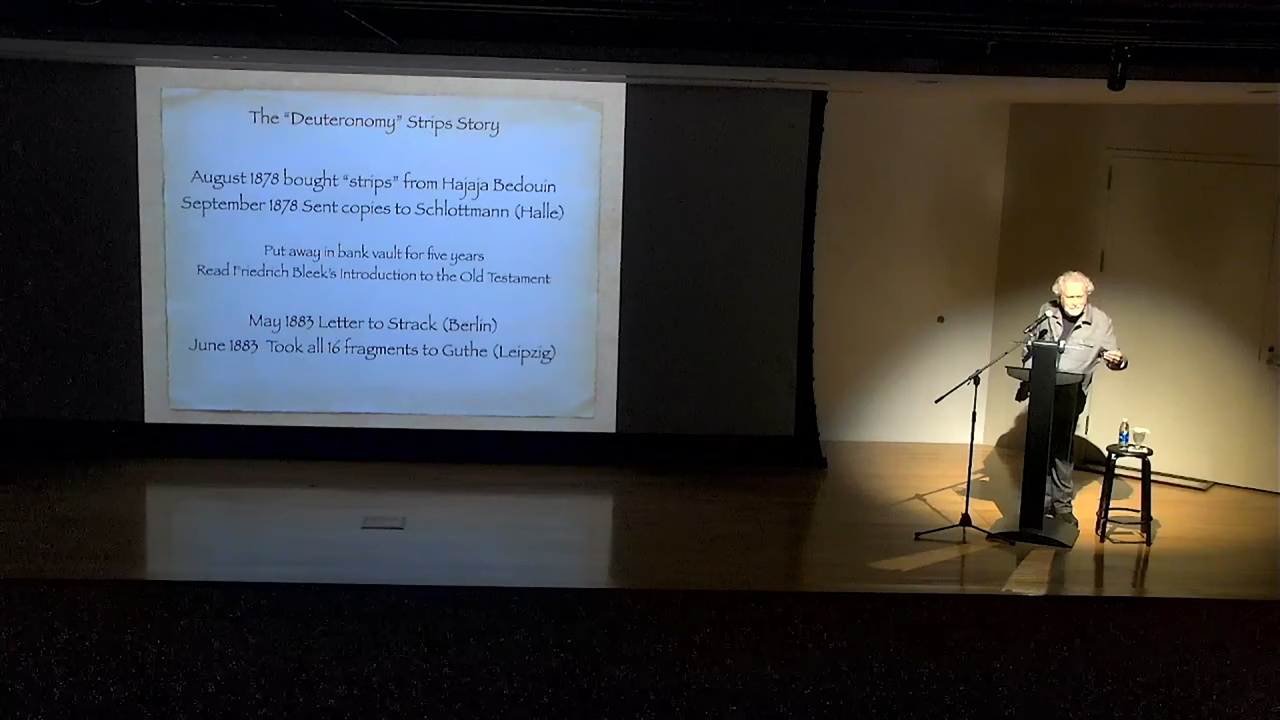 The “Deuteronomy” Strips Story
August 1878 bought “strips” from Hajaja Bedouin
September 1878 Sent copies to Schlottmann (Halle)
Put away in bank vault for five years
Read Friedrich Bleek's Introduction to the Old Testament
May 1883 Letter to Strack (Berlin)
June 1883 Took all 16 fragments to Guthe (Leipzig)